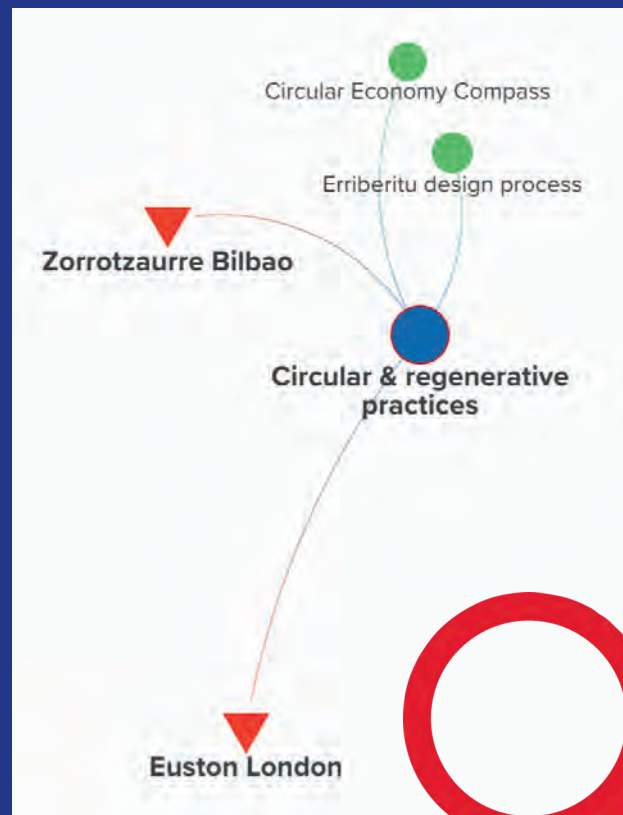 Circular Economy Compass
Erriberitu design process
Zorrotzaurre Bilbao
Circular & regenerative
practices
Euston London